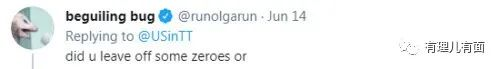 beguiling bug @runolgarun · Jun 14
Replying to @USinTT
did u leave off some zeroes or
有理儿有面